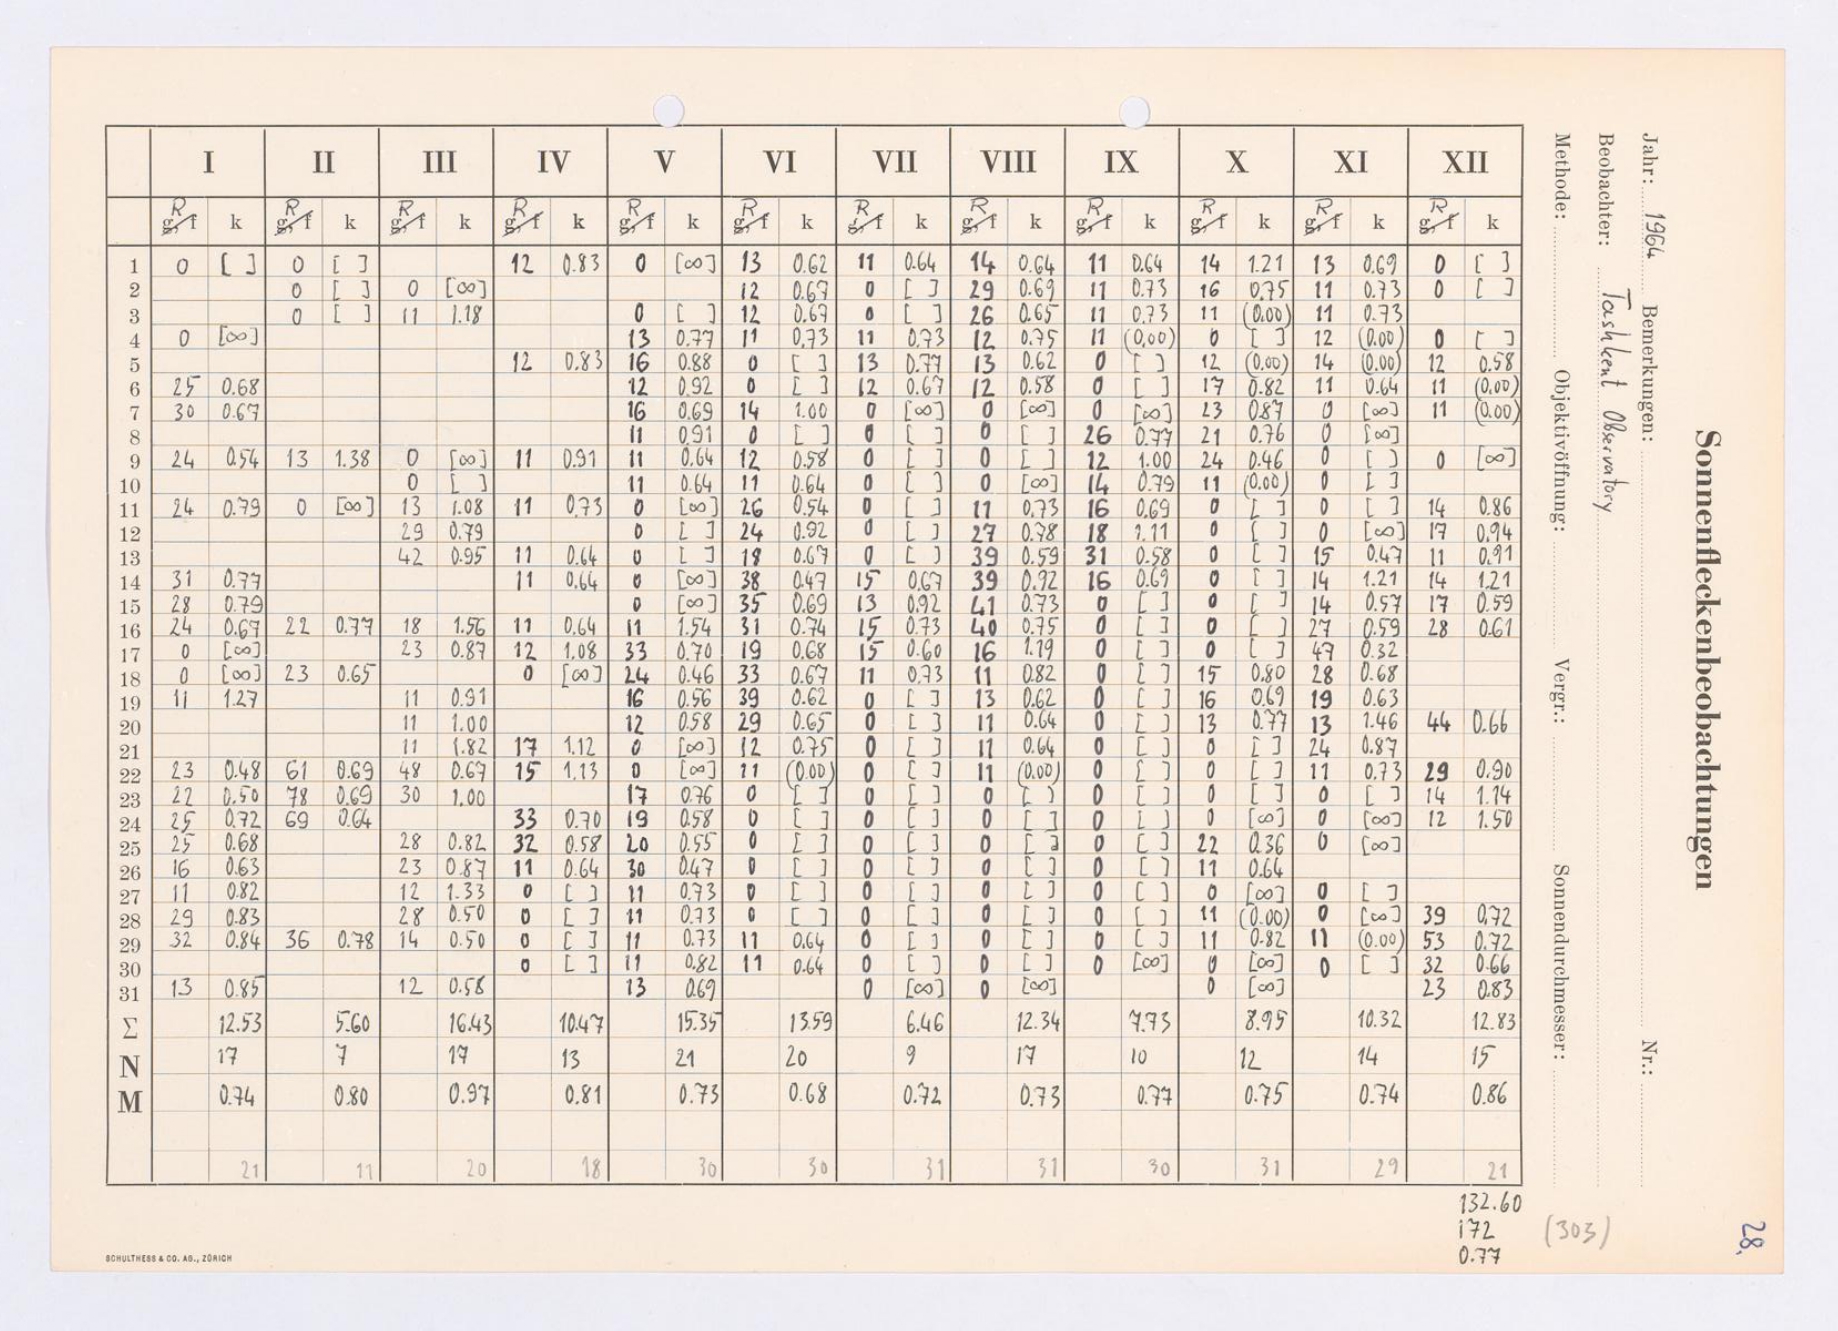 Sonnenfleckenbeobachtungen
Jahr: 1964 Bemerkungen: Nr.:
Beobachter: Tashkent Observatory
Methode: Objektivöffnung: Vergr.: Sonnendurchmesser:
I II III IV V VI VII VIII IX X XI XII
R g, f k R g, f k R g, f k R g, f k R g, f k R g, f k R g, f k R g, f k R g, f k R g, f k R g, f k R g, f k
1 0 [ ] 0 [ ] 12 0.83 0 [∞] 13 0.62 11 0.64 14 0.64 11 0.64 14 1.21 13 0.69 0 [ ]
2 0 [ ] 0 [∞] 12 0.67 0 [ ] 29 0.69 11 0.73 16 0.75 11 0.73 0 [ ]
3 0 [ ] 11 1.18 0 [ ] 12 0.67 0 [ ] 26 0.65 11 0.73 11 (0.00) 11 0.73
4 0 [∞] 13 0.77 11 0.73 11 0.73 12 0.75 11 (0.00) 0 [ ] 12 (0.00) 0 [ ]
5 12 0.83 16 0.88 0 [ ] 13 0.77 13 0.62 0 [ ] 12 (0.00) 14 (0.00) 12 0.58
6 25 0.68 12 0.92 0 [ ] 12 0.67 12 0.58 0 [ ] 17 0.82 11 0.64 11 (0.00)
7 30 0.67 16 0.69 14 1.00 0 [∞] 0 [∞] 0 [∞] 23 0.87 0 [∞] 11 (0.00)
8 11 0.91 0 [ ] 0 [ ] 0 [ ] 26 0.77 21 0.76 0 [∞]
9 24 0.54 13 1.38 0 [∞] 11 0.91 11 0.64 12 0.58 0 [ ] 0 [ ] 12 1.00 24 0.46 0 [ ] 0 [∞]
10 0 [ ] 11 0.64 11 0.64 0 [ ] 0 [∞] 14 0.79 11 (0.00) 0 [ ]
11 24 0.79 0 [∞] 13 1.08 11 0.73 0 [∞] 26 0.54 0 [ ] 11 0.73 16 0.69 0 [ ] 0 [ ] 14 0.86
12 29 0.79 0 [ ] 24 0.92 0 [ ] 27 0.78 18 1.11 0 [ ] 0 [∞] 17 0.94
13 42 0.95 11 0.64 0 [ ] 18 0.67 0 [ ] 39 0.59 31 0.58 0 [ ] 15 0.47 11 0.91
14 31 0.77 11 0.64 0 [∞] 38 0.47 15 0.67 39 0.92 16 0.69 0 [ ] 14 1.21 14 1.21
15 28 0.79 0 [∞] 35 0.69 13 0.92 41 0.73 0 [ ] 0 [ ] 14 0.57 17 0.59
16 24 0.67 22 0.77 18 1.56 11 0.64 11 1.54 31 0.74 15 0.73 40 0.75 0 [ ] 0 [ ] 27 0.59 28 0.61
17 0 [∞] 23 0.87 12 1.08 33 0.70 19 0.68 15 0.60 16 1.19 0 [ ] 0 [ ] 47 0.32
18 0 [∞] 23 0.65 0 [∞] 24 0.46 33 0.67 11 0.73 11 0.82 0 [ ] 15 0.80 28 0.68
19 11 1.27 11 0.91 16 0.56 39 0.62 0 [ ] 13 0.62 0 [ ] 16 0.69 19 0.63
20 11 1.00 12 0.58 29 0.65 0 [ ] 11 0.64 0 [ ] 13 0.77 13 1.46 44 0.66
21 11 1.82 17 1.12 0 [∞] 12 0.75 0 [ ] 11 0.64 0 [ ] 0 [ ] 24 0.87
22 23 0.48 61 0.69 48 0.67 15 1.13 0 [∞] 11 (0.00) 0 [ ] 11 (0.00) 0 [ ] 0 [ ] 11 0.73 29 0.90
23 22 0.50 78 0.69 30 1.00 17 0.76 0 [ ] 0 [ ] 0 [ ] 0 [ ] 0 [ ] 0 [ ] 14 1.14
24 25 0.72 69 0.64 33 0.70 19 0.58 0 [ ] 0 [ ] 0 [ ] 0 [ ] 0 [∞] 0 [∞] 12 1.50
25 25 0.68 28 0.82 32 0.58 20 0.55 0 [ ] 0 [ ] 0 [ ] 0 [ ] 22 0.36 0 [∞]
26 16 0.63 23 0.87 11 0.64 30 0.47 0 [ ] 0 [ ] 0 [ ] 0 [ ] 11 0.64
27 11 0.82 12 1.33 0 [ ] 11 0.73 0 [ ] 0 [ ] 0 [ ] 0 [ ] 0 [∞] 0 [ ]
28 29 0.83 28 0.50 0 [ ] 11 0.73 0 [ ] 0 [ ] 0 [ ] 0 [ ] 11 (0.00) 0 [∞] 39 0.72
29 32 0.84 36 0.78 14 0.50 0 [ ] 11 0.73 11 0.64 0 [ ] 0 [ ] 0 [ ] 11 0.82 11 (0.00) 53 0.72
30 0 [ ] 11 0.82 11 0.64 0 [ ] 0 [ ] 0 [∞] 0 [∞] 0 [ ] 32 0.66
31 13 0.85 12 0.58 13 0.69 0 [∞] 0 [∞] 0 [∞] 23 0.83
Σ 12.53 5.60 16.43 10.47 15.35 13.59 6.46 12.34 7.73 8.95 10.32 12.83
N 17 7 17 13 21 20 9 17 10 12 14 15
M 0.74 0.80 0.97 0.81 0.73 0.68 0.72 0.73 0.77 0.75 0.74 0.86
21 11 20 18 30 30 31 31 30 31 29 21
132.60
172 (303)
0.77
28.
SCHULTHESS & CO. AG., ZÜRICH